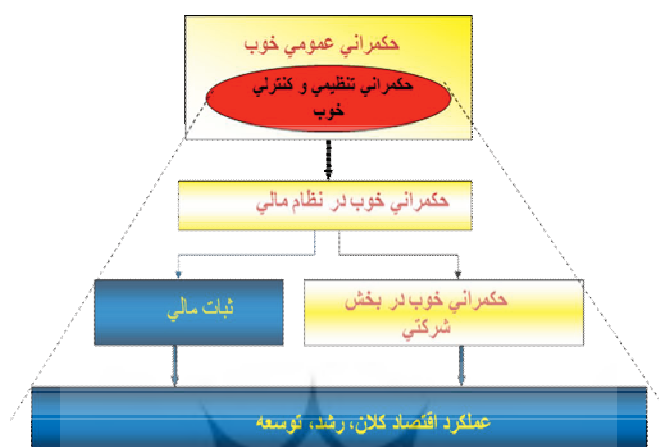 حکمراني عمومي خوب
حکمراني تنظيمي و کنترلي
خوب
حکمراني خوب در نظام مالي
حکمراني خوب در بخش
شرکتي
ثبات مالي
عملکرد اقتصاد کلان، رشد، توسعه